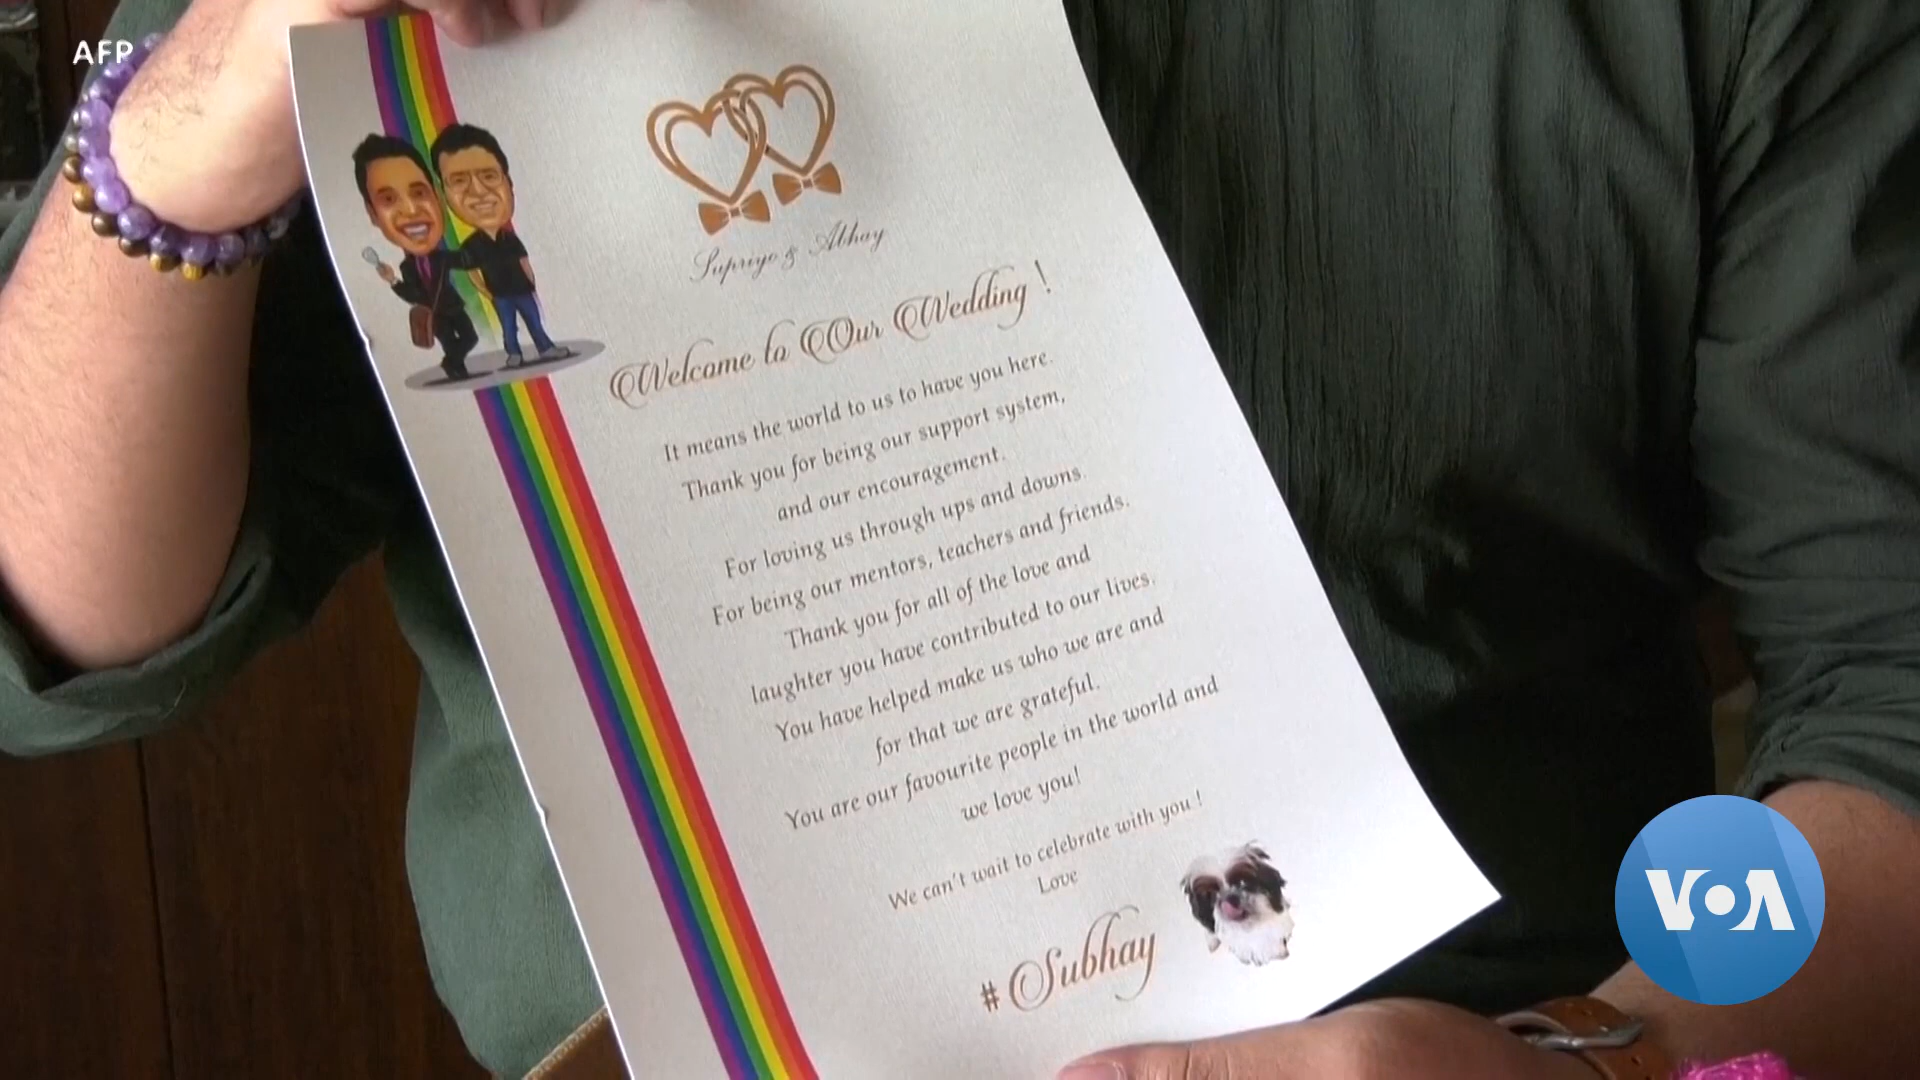 AFP
Supriyo & Abhay
Welcome to Our Wedding !
It means the world to us to have you here.
Thank you for being our support system,
and our encouragement.
For loving us through ups and downs.
For being our mentors, teachers and friends.
Thank you for all of the love and
laughter you have contributed to our lives.
You have helped make us who we are and
for that we are grateful.
You are our favourite people in the world and
we love you!
We can't wait to celebrate with you !
Love
# Subhay
VOA